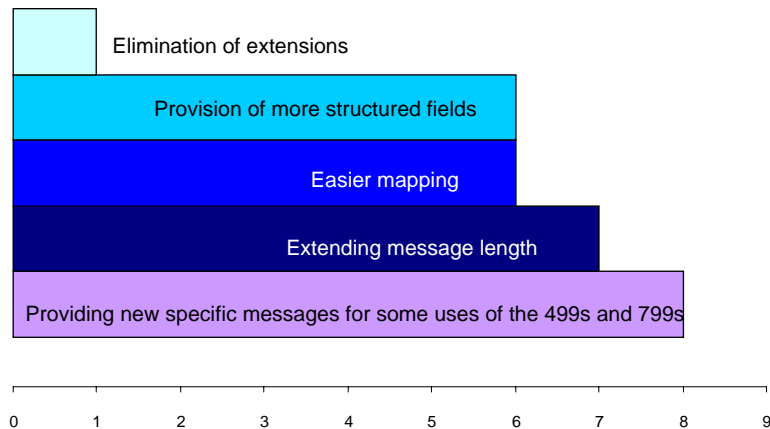 Elimination of extensions
Provision of more structured fields
Easier mapping
Extending message length
Providing new specific messages for some uses of the 499s and 799s
0 1 2 3 4 5 6 7 8 9